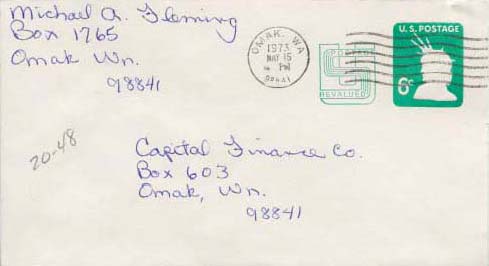 Michael A. Fleming
Box 1765
Omak Wn.
98841
OMAK, WA
1973
MAY 15
PM
98841
REVALUED
U.S. POSTAGE
6c
20-48
Capital Finance Co.
Box 603
Omak, Wn.
98841